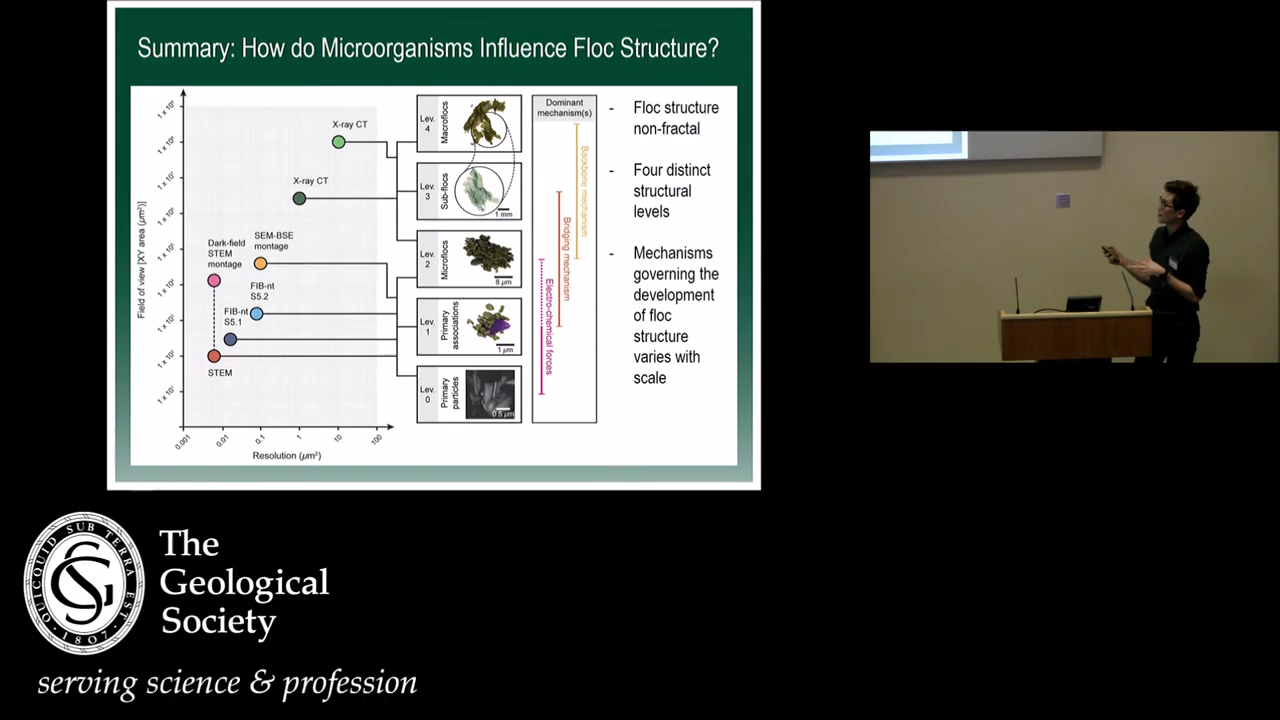 Summary: How do Microorganisms Influence Floc Structure?
Field of view [XY area (µm²)]
X-ray CT
X-ray CT
Dark-field
STEM
montage
SEM-BSE
montage
FIB-nt
S5.2
FIB-nt
S5.1
STEM
0.001
0.01
0.1
1
10
100
Resolution (µm²)
Lev.
4
Macroflocs
Lev.
3
Sub-flocs
1 mm
Lev.
2
Microflocs
8 µm
Lev.
1
Primary
associations
1 µm
Lev.
0
Primary
particles
0.5 µm
Dominant
mechanism(s)
Backbone mechanism
Bridging mechanism
Electro-chemical forces
- Floc structure
non-fractal
- Four distinct
structural
levels
- Mechanisms
governing the
development
of floc
structure
varies with
scale
QUICQUID SUB TERRA EST
·1807·
The
Geological
Society
serving science & profession